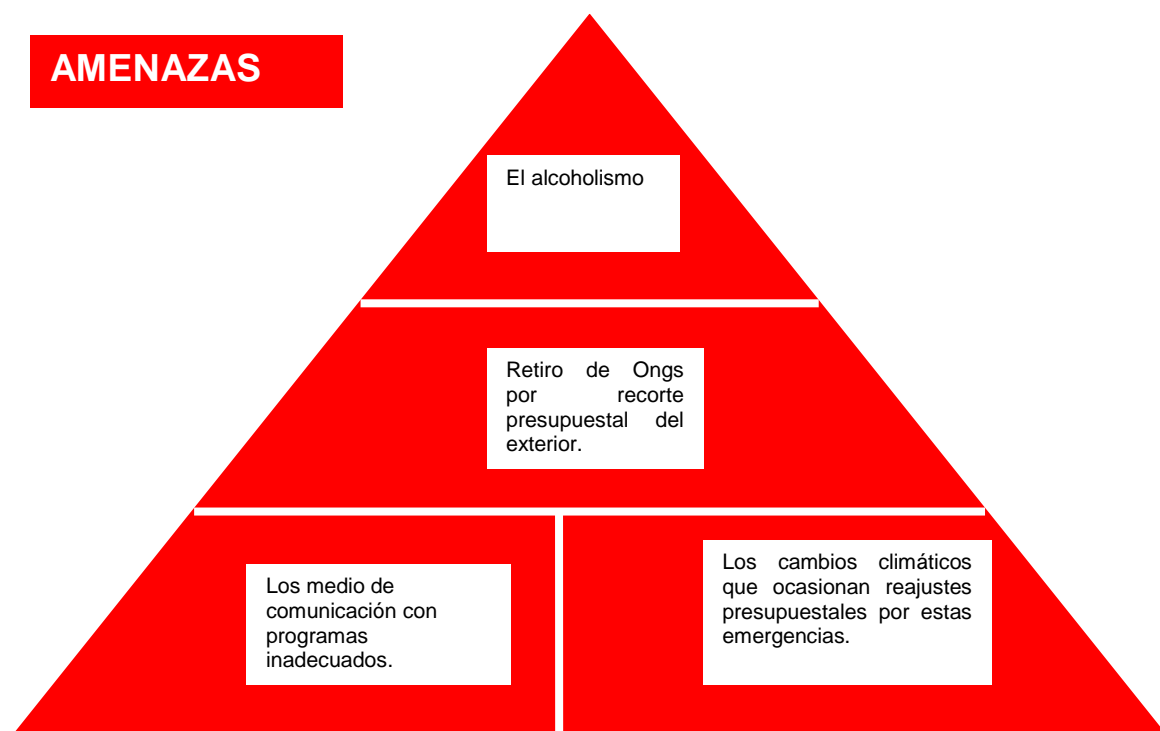 AMENAZAS
El alcoholismo
Retiro de Ongs
por recorte
presupuestal del
exterior.
Los medio de
comunicación con
programas
inadecuados.
Los cambios climáticos
que ocasionan reajustes
presupuestales por estas
emergencias.